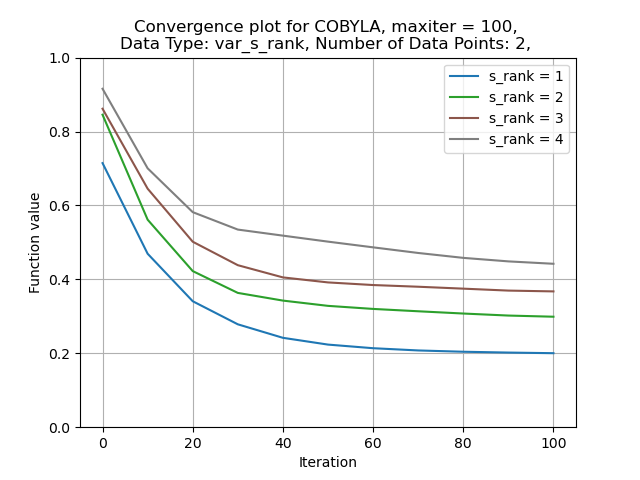 Convergence plot for COBYLA, maxiter = 100,
Data Type: var_s_rank, Number of Data Points: 2,
1.0
0.8
0.6
0.4
0.2
0.0
Function value
s_rank = 1
s_rank = 2
s_rank = 3
s_rank = 4
0 20 40 60 80 100
Iteration